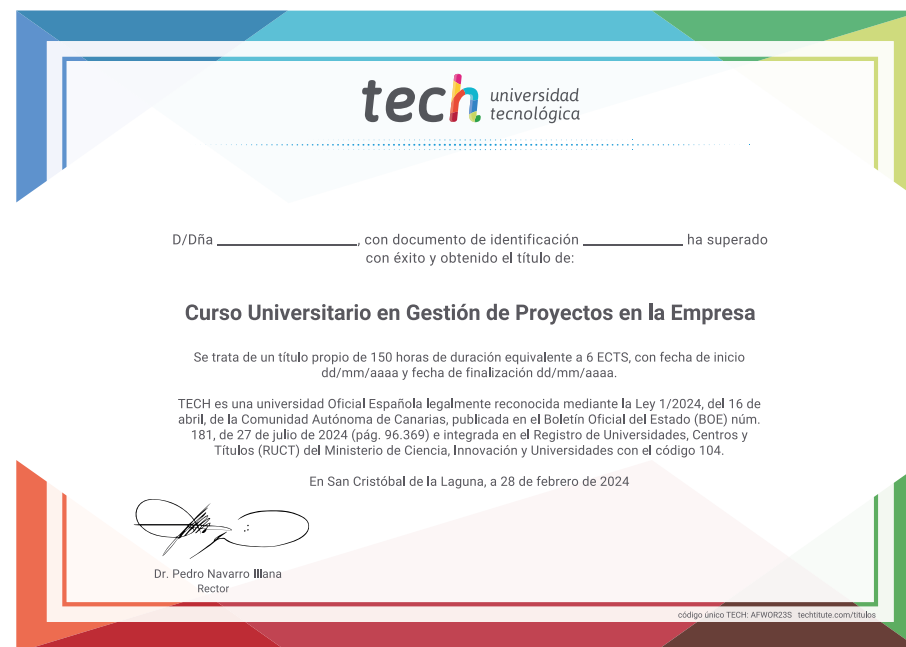 tech universidad
tecnológica
D/Dña ______________, con documento de identificación __________ ha superado
con éxito y obtenido el título de:
Curso Universitario en Gestión de Proyectos en la Empresa
Se trata de un título propio de 150 horas de duración equivalente a 6 ECTS, con fecha de inicio
dd/mm/aaaa y fecha de finalización dd/mm/aaaa.
TECH es una universidad Oficial Española legalmente reconocida mediante la Ley 1/2024, del 16 de
abril, de la Comunidad Autónoma de Canarias, publicada en el Boletín Oficial del Estado (BOE) núm.
181, de 27 de julio de 2024 (pág. 96.369) e integrada en el Registro de Universidades, Centros y
Títulos (RUCT) del Ministerio de Ciencia, Innovación y Universidades con el código 104.
En San Cristóbal de la Laguna, a 28 de febrero de 2024
Dr. Pedro Navarro Illana
Rector
código único TECH: AFWOR23S techtitute.com/titulos